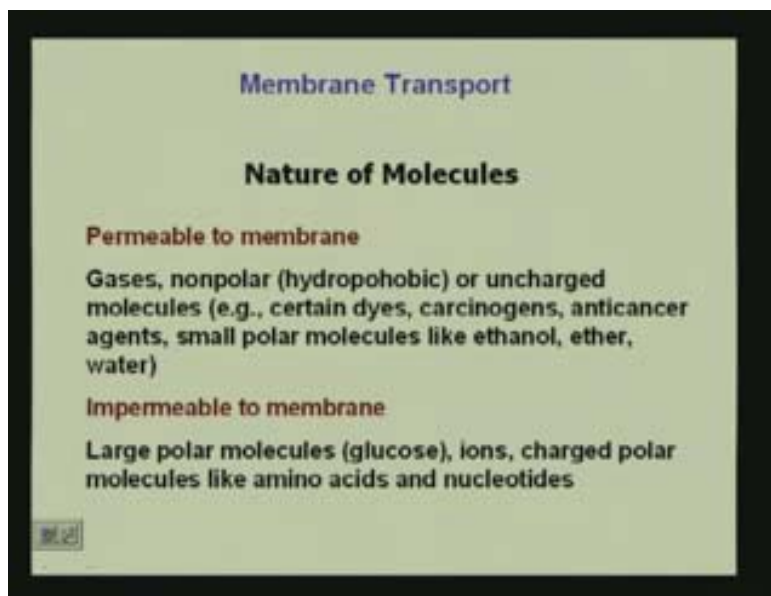 Membrane Transport
Nature of Molecules
Permeable to membrane
Gases, nonpolar (hydropohobic) or uncharged
molecules (e.g., certain dyes, carcinogens, anticancer
agents, small polar molecules like ethanol, ether,
water)
Impermeable to membrane
Large polar molecules (glucose), ions, charged polar
molecules like amino acids and nucleotides